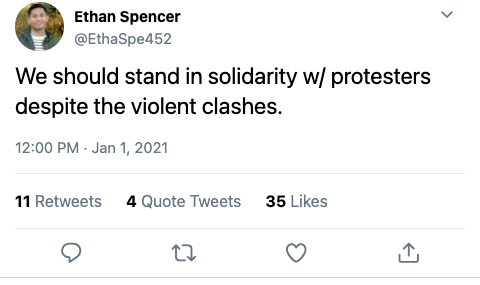 Ethan Spencer
@EthaSpe452
We should stand in solidarity w/ protesters
despite the violent clashes.
12:00 PM · Jan 1, 2021
11 Retweets 4 Quote Tweets 35 Likes